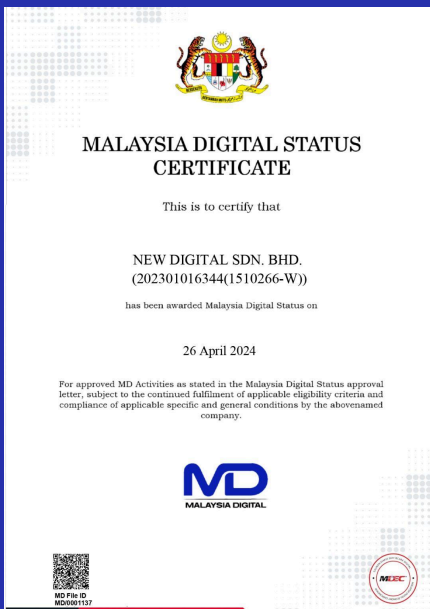 MALAYSIA DIGITAL STATUS
CERTIFICATE
This is to certify that
NEW DIGITAL SDN. BHD.
(202301016344(1510266-W))
has been awarded Malaysia Digital Status on
26 April 2024
For approved MD Activities as stated in the Malaysia Digital Status approval
letter, subject to the continued fulfilment of applicable eligibility criteria and
compliance of applicable specific and general conditions by the abovenamed
company.
MD
MALAYSIA DIGITAL
MD File ID
MD/0001137
MDEC